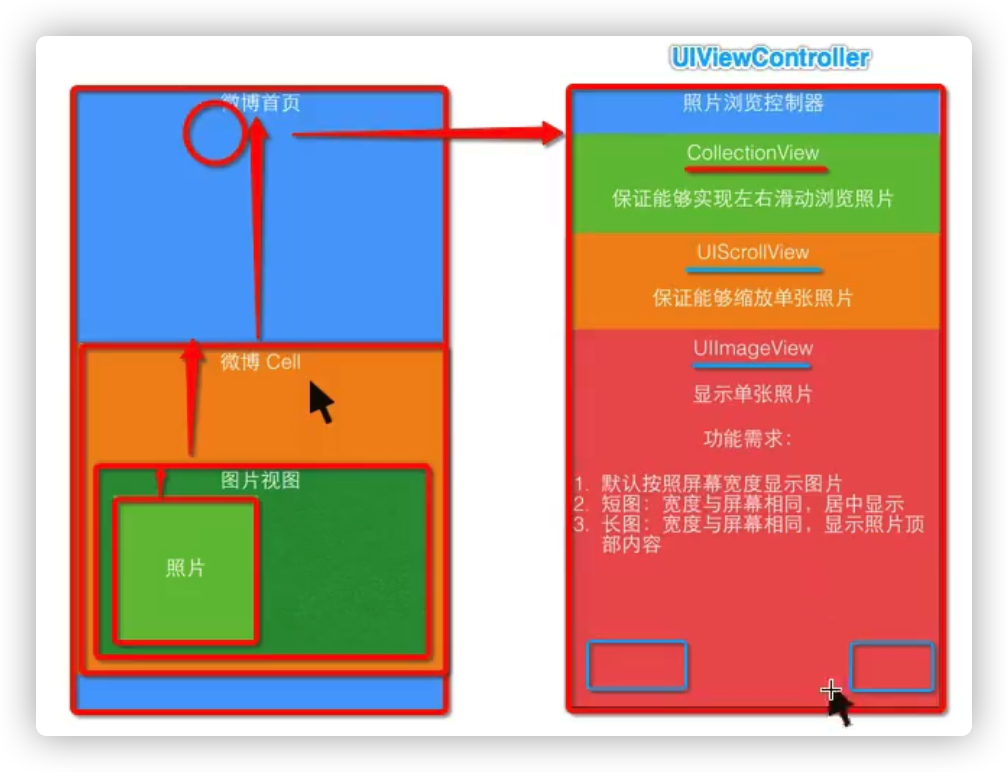 UIViewController
微博首页
微博 Cell
图片视图
照片
照片浏览控制器
CollectionView
保证能够实现左右滑动浏览照片
UIScrollView
保证能够缩放单张照片
UIImageView
显示单张照片
功能需求：
1. 默认按照屏幕宽度显示图片
2. 短图：宽度与屏幕相同，居中显示
3. 长图：宽度与屏幕相同，显示照片顶
部内容